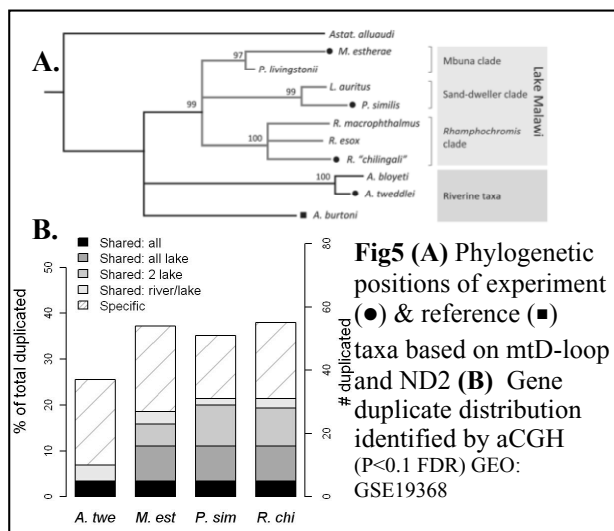 A.
Astat. alluaudi
97
M. estherae
P. livingstonii
Mbuna clade
99
L. auritus
99
P. similis
Sand-dweller clade
R. macrophthalmus
100
R. esox
R. "chilingali"
Rhamphochromis
clade
Lake Malawi
100
A. bloyeti
A. tweddlei
Riverine taxa
A. burtoni
B.
Shared: all
Shared: all lake
Shared: 2 lake
Shared: river/lake
Specific
% of total duplicated
0
10
20
30
40
50
# duplicated
0
20
40
60
80
A. twe
M. est
P. sim
R. chi
Fig5 (A) Phylogenetic
positions of experiment
(●) & reference (■)
taxa based on mtD-loop
and ND2 (B) Gene
duplicate distribution
identified by aCGH
(P<0.1 FDR) GEO:
GSE19368